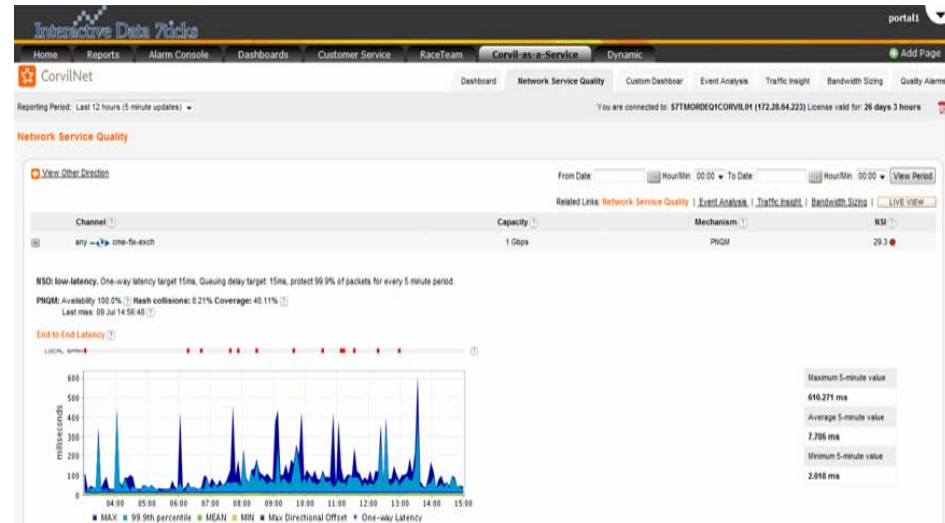 portal1
Interactive Data 7ticks
Home Reports Alarm Console Dashboards Customer Service RaceTeam Corvil-as-a-Service Dynamic Add Page
CorvilNet
Dashboard Network Service Quality Custom Dashboar Event Analysis Traffic Insight Bandwidth Sizing Quality Alarms
Reporting Period: Last 12 hours (5 minute updates) You are connected to: S7TMORDEQ1CORVIL01 (172.28.64.223) License valid for: 26 days 3 hours
Network Service Quality
View Other Direction From Date: Hour/Min: 00:00 To Date: Hour/Min: 00:00 View Period
Related Links: Network Service Quality | Event Analysis | Traffic Insight | Bandwidth Sizing | LIVE VIEW
Channel ? Capacity ? Mechanism ? NSI ?
any cme-fix-exch 1 Gbps PNQM 29.3
NSO: low-latency. One-way latency target 15ms, Queuing delay target: 15ms, protect 99.9% of packets for every 5 minute period.
PNQM: Availablity 100.0% ? Hash collisions: 8.21% Coverage: 40.11% ?
Last miss: 09 Jul 14:56:48 ?
End to End Latency ?
LOCAL ?
600
500
400
300
200
100
0
milliseconds
04:00 05:00 06:00 07:00 08:00 09:00 10:00 11:00 12:00 13:00 14:00 15:00
MAX 99.9th percentile MEAN MIN Max Directional Offset One-way Latency
Maximum 5-minute value
610.271 ms
Average 5-minute value
7.705 ms
Minimum 5-minute value
2.018 ms